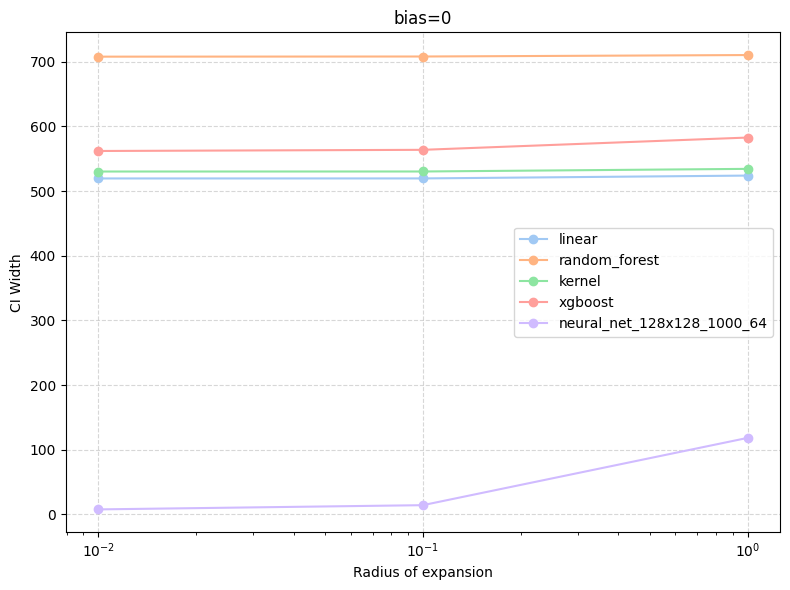 bias=0
CI Width
700
600
500
400
300
200
100
0
linear
random_forest
kernel
xgboost
neural_net_128x128_1000_64
10⁻² 10⁻¹ 10⁰
Radius of expansion